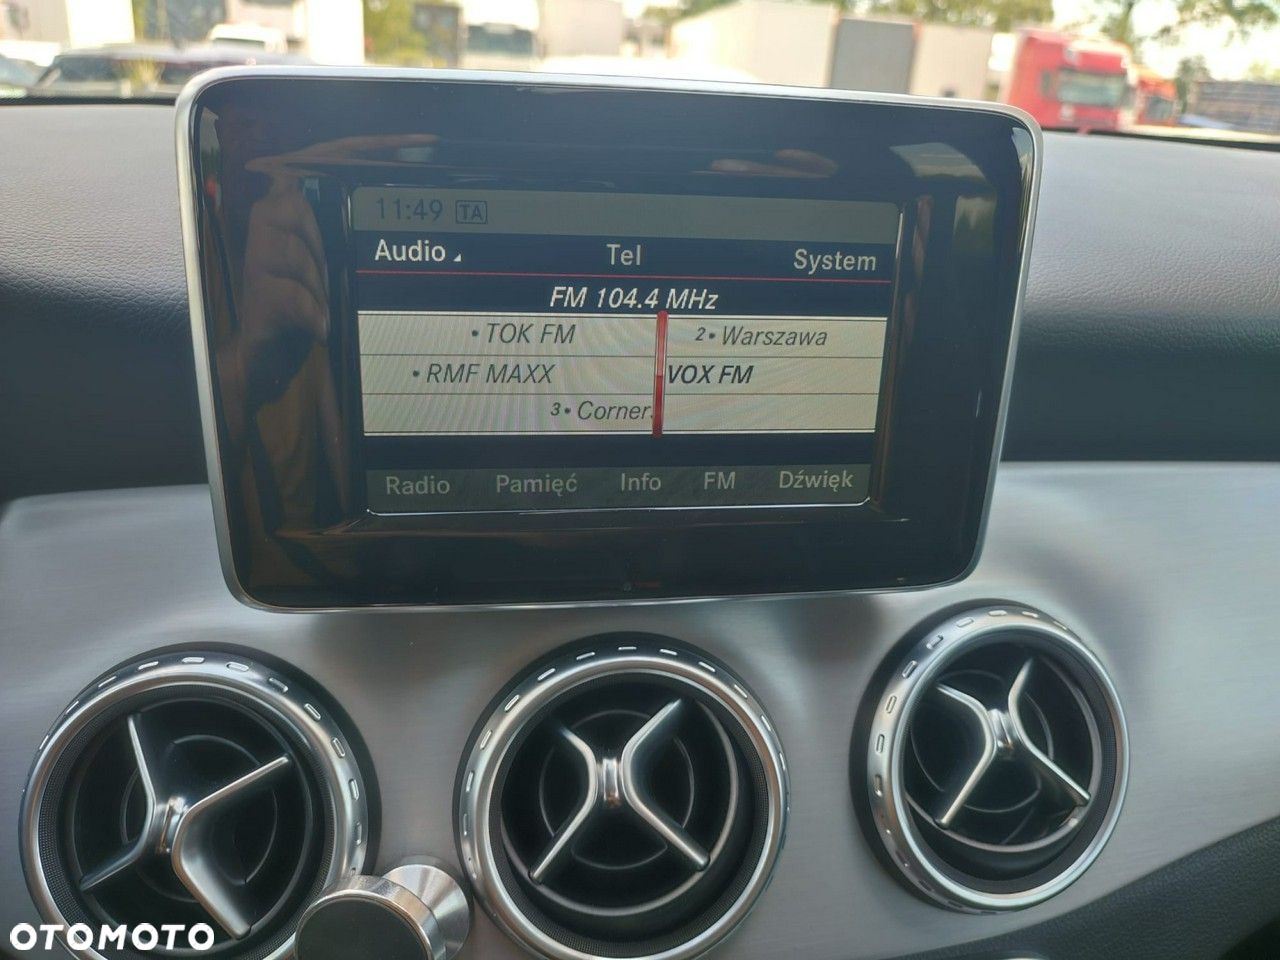 11:49 TA
Audio Tel System
FM 104.4 MHz
• TOK FM 2• Warszawa
• RMF MAXX VOX FM
3• Corner.
Radio Pamięć Info FM Dźwięk
OTOMOTO